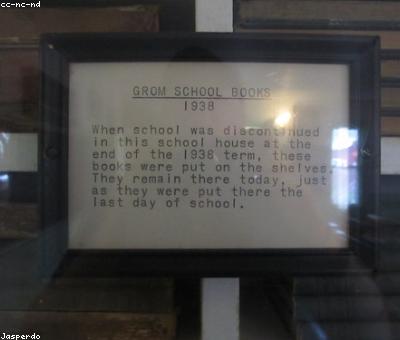 cc-nc-nd
GROM SCHOOL BOOKS
1938
When school was discontinued
in this school house at the
end of the 1938 term, these
books were put on the shelves.
They remain there today, just
as they were put there the
last day of school.
Jasperdo